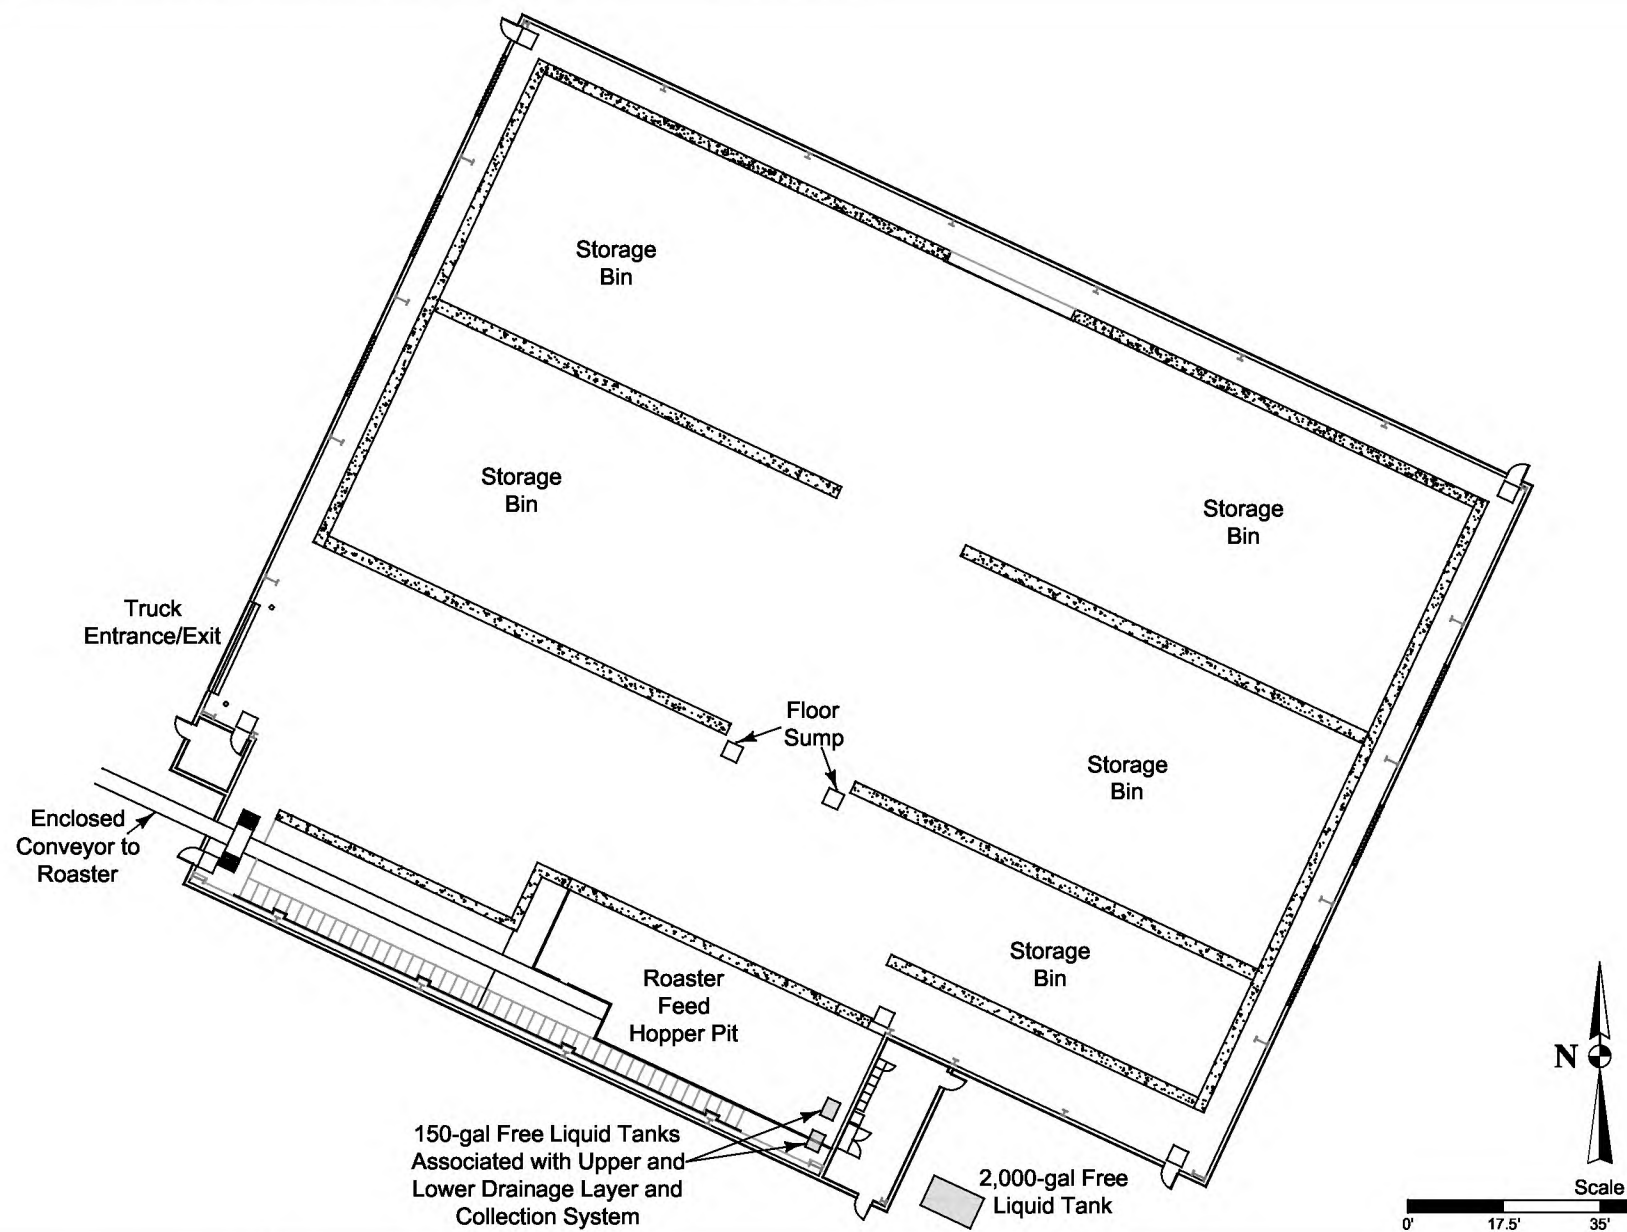 Storage
Bin
Storage
Bin
Storage
Bin
Truck
Entrance/Exit
Floor
Sump
Storage
Bin
Enclosed
Conveyor to
Roaster
Storage
Bin
Roaster
Feed
Hopper Pit
N
150-gal Free Liquid Tanks
Associated with Upper and
Lower Drainage Layer and
Collection System
2,000-gal Free
Liquid Tank
Scale
0' 17.5' 35'